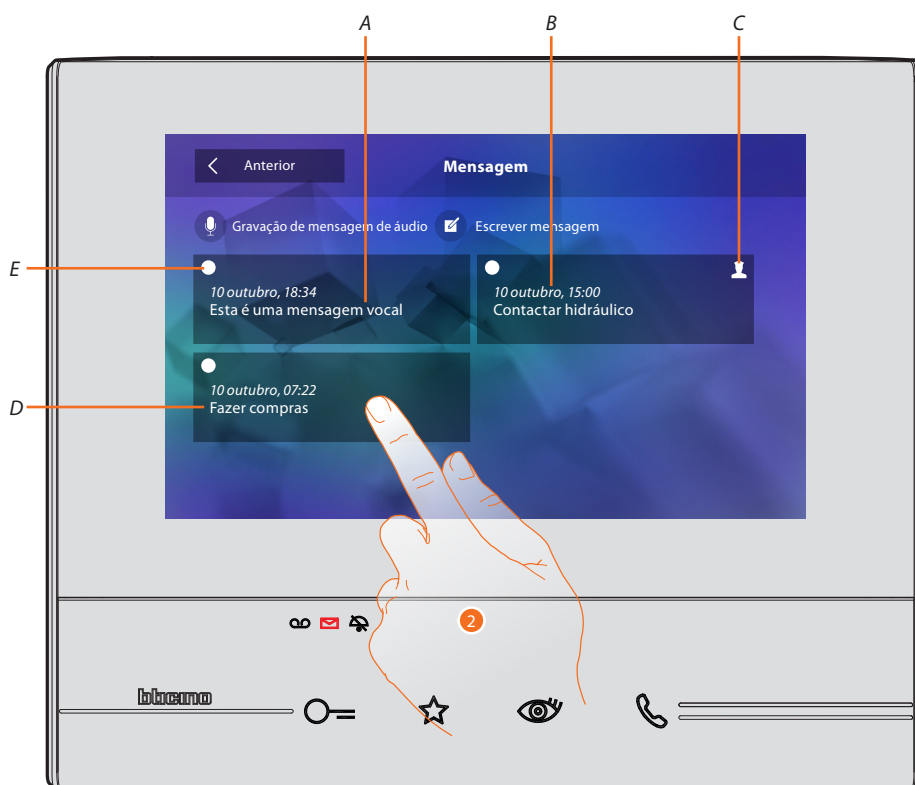 A B C
Anterior Mensagem
Gravação de mensagem de áudio Escrever mensagem
E
10 outubro, 18:34
Esta é uma mensagem vocal
10 outubro, 15:00
Contactar hidráulico
D
10 outubro, 07:22
Fazer compras
2
bticino